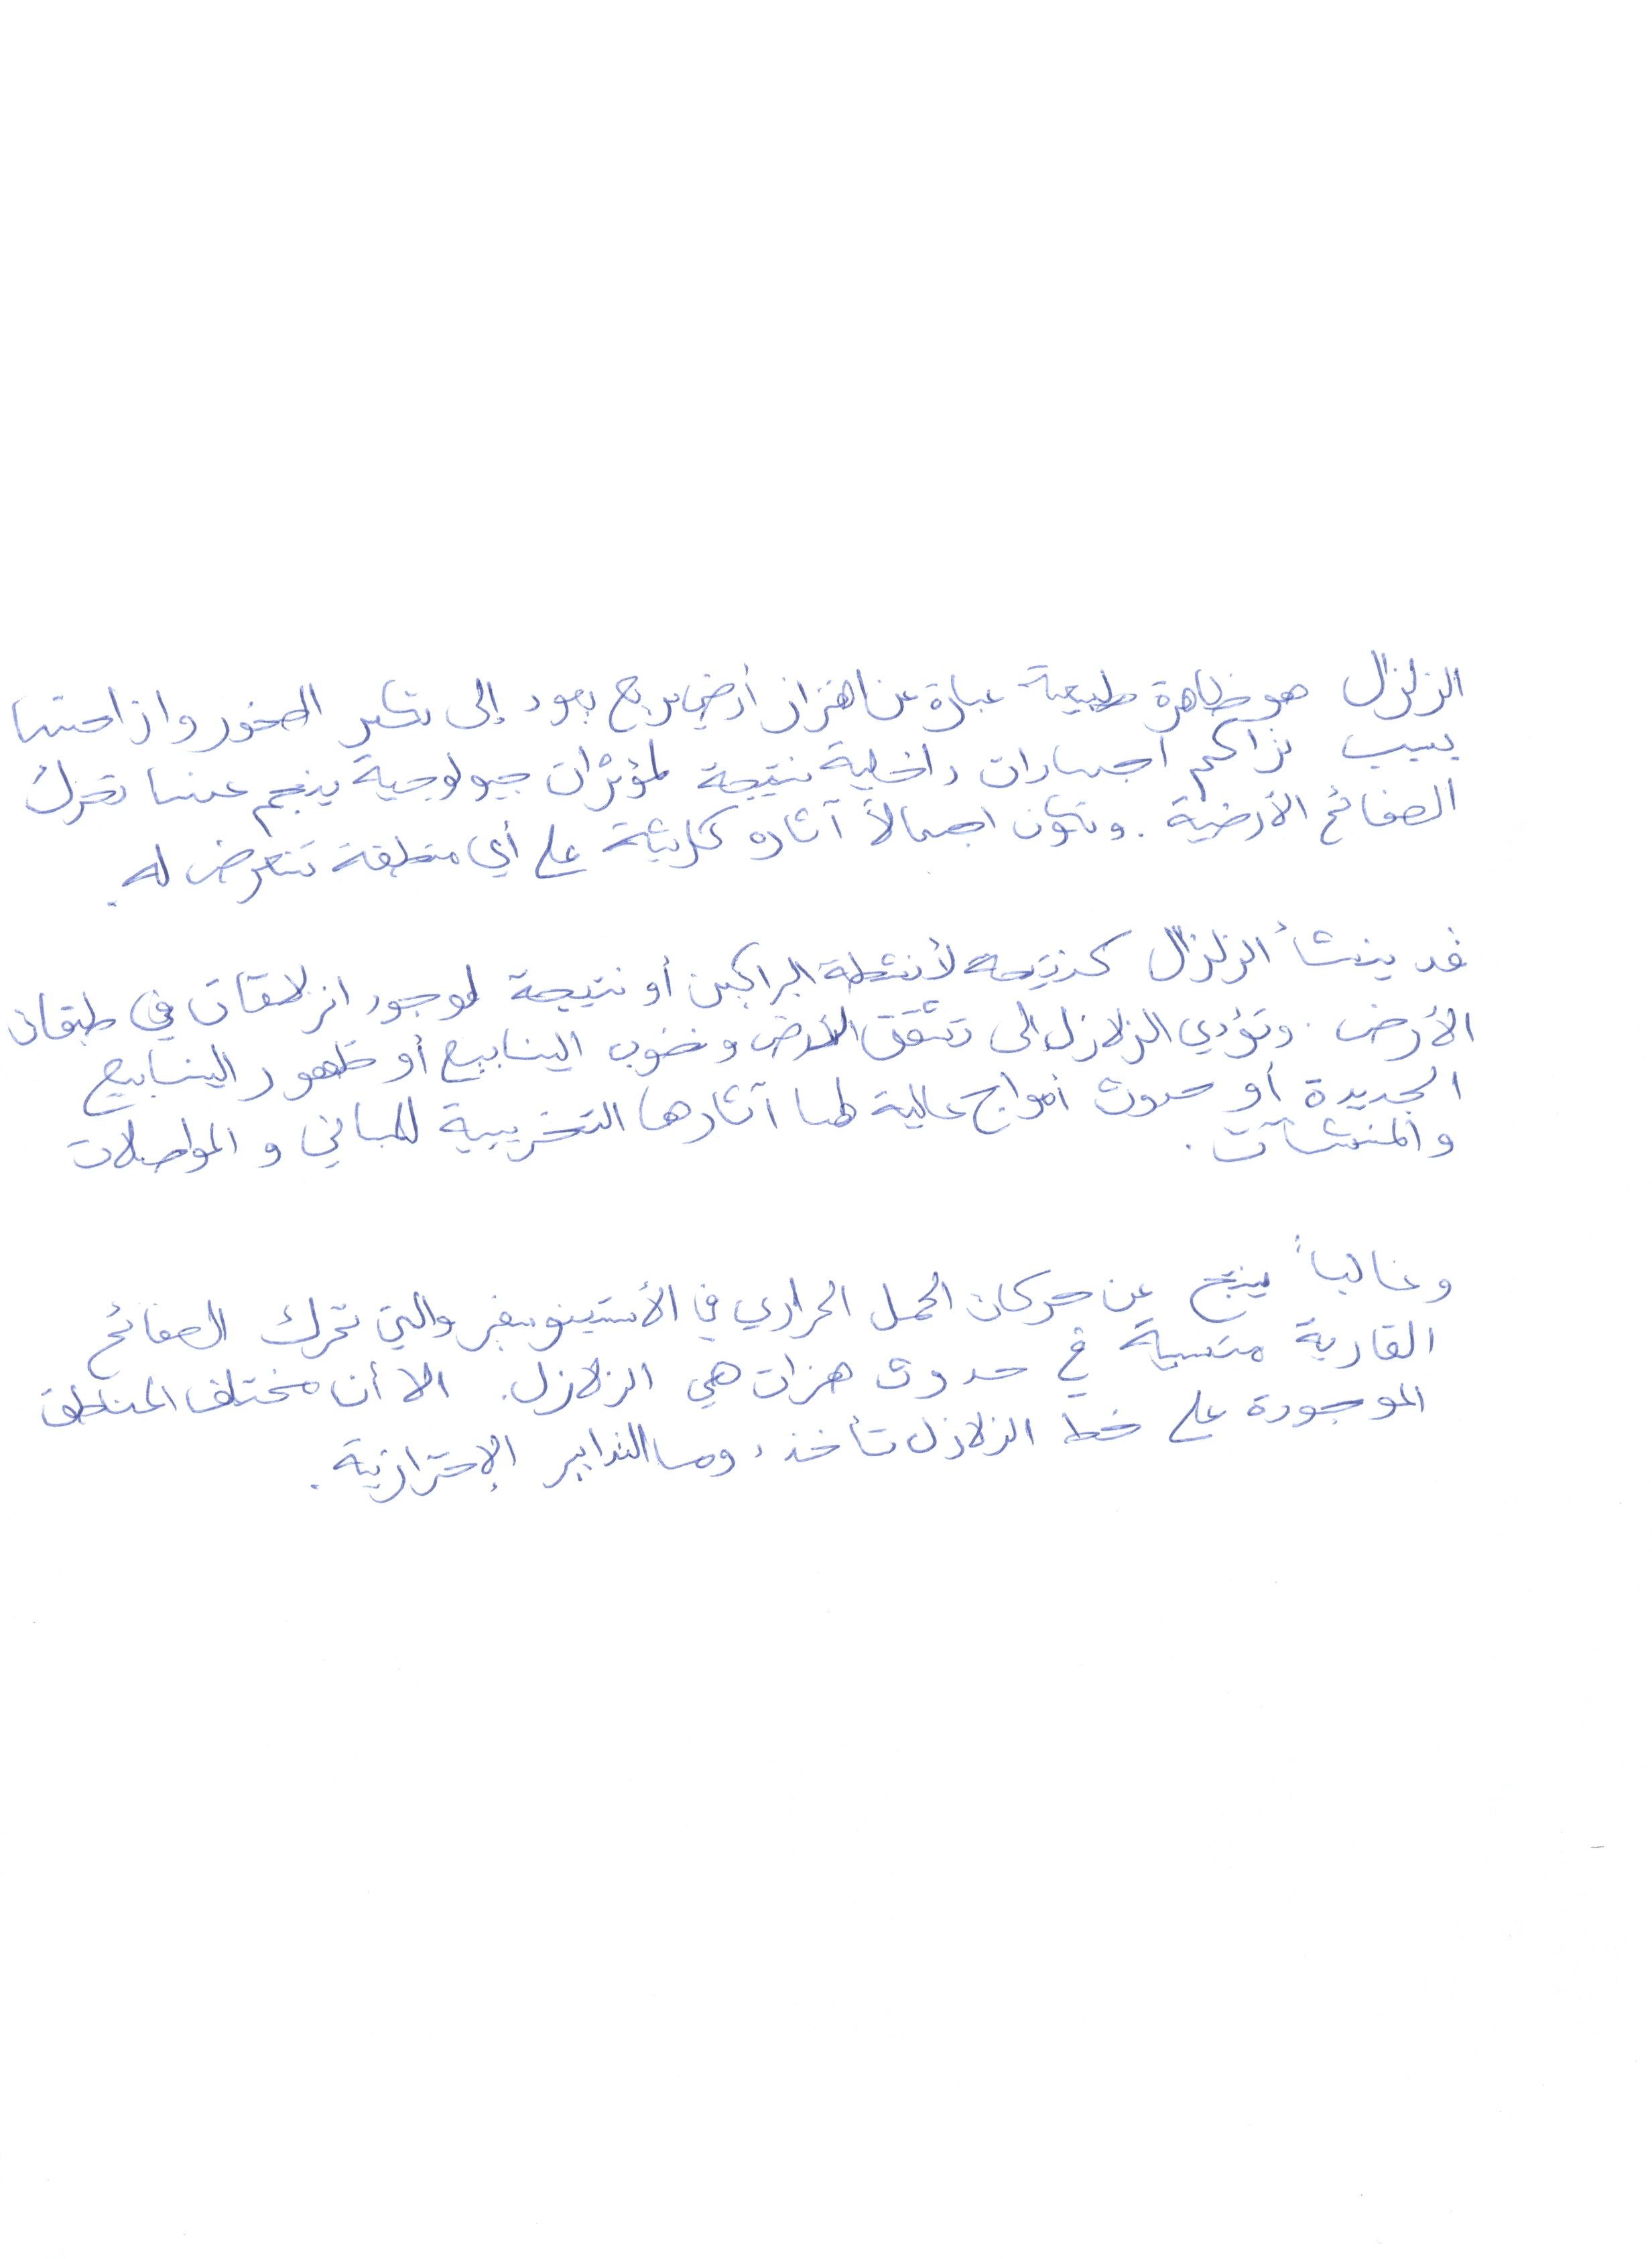 الزلزال هو ظاهرة طبيعية عبارة عن اهتزاز أرضي سريع يعود إلى تكسر الصخور وازاحتها
بسبب تراكم اجهادات داخلية نتيجة لمؤثرات جيولوجية ينجم عنها تحرك
الصفائح الأرضية. وتكون اجمالاً آثاره كارثية على أي منطقة تتعرض له.
قد ينشأ الزلزال كنتيجة لأنشطة البراكين أو نتيجة لوجود انزلاقات في طبقات
الأرض. وتؤدي الزلازل الى تشقق الأرض ونضوب الينابيع أو ظهور الينابيع
الجديدة أو حدوث أمواج عالية لها آثارها التخريبية للمباني و المواصلات
و المنشآت.
وغالباً ينتج عن حركات الحمل الحراري في الأستينوسفير والتي تحرك الصفائح
القارية متسببة في حدوث هزات هي الزلازل. الا أن مختلف المناطق
الموجودة على خط الزلازل تأخذ دوما التدابير الإحترازية.